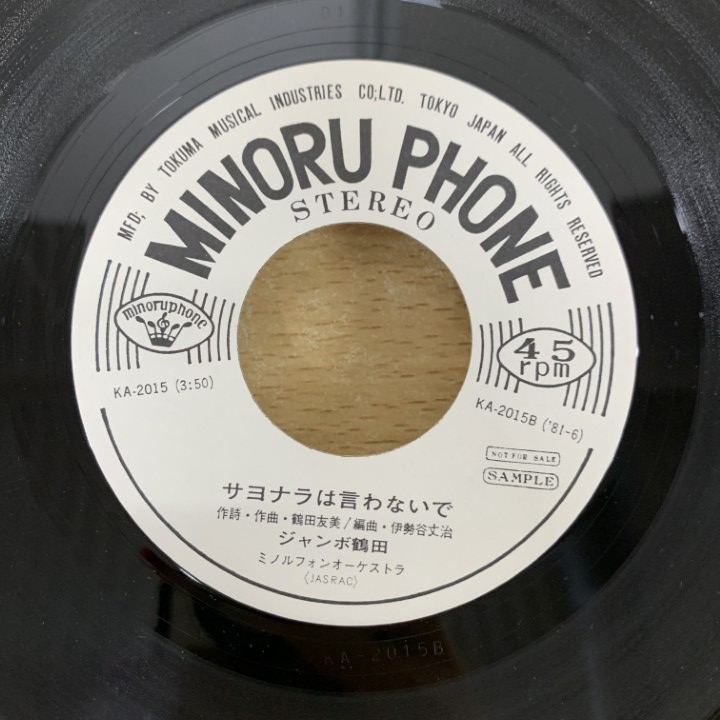 MFD; BY TOKUMA MUSICAL INDUSTRIES CO;LTD. TOKYO JAPAN ALL RIGHTS RESERVED
MINORU PHONE
STEREO
minoruphone
45
rpm
KA-2015 (3:50)
KA-2015B ('81-6)
NOT FOR SALE
SAMPLE
サヨナラは言わないで
作詩・作曲・鶴田友美/編曲・伊勢谷丈治
ジャンボ鶴田
ミノルフォンオーケストラ
(JASRAC)
KA-2015B